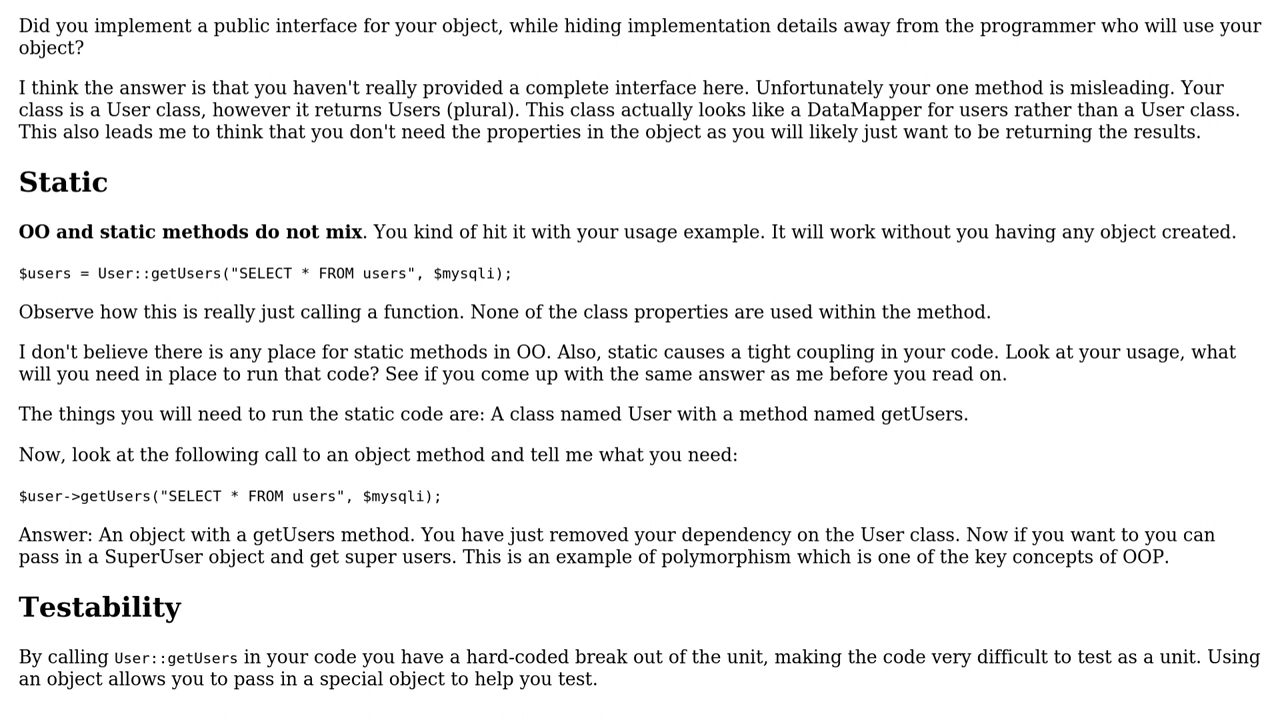 Did you implement a public interface for your object, while hiding implementation details away from the programmer who will use your
object?
I think the answer is that you haven't really provided a complete interface here. Unfortunately your one method is misleading. Your
class is a User class, however it returns Users (plural). This class actually looks like a DataMapper for users rather than a User class.
This also leads me to think that you don't need the properties in the object as you will likely just want to be returning the results.
Static
OO and static methods do not mix. You kind of hit it with your usage example. It will work without you having any object created.
$users = User::getUsers("SELECT * FROM users", $mysqli);
Observe how this is really just calling a function. None of the class properties are used within the method.
I don't believe there is any place for static methods in OO. Also, static causes a tight coupling in your code. Look at your usage, what
will you need in place to run that code? See if you come up with the same answer as me before you read on.
The things you will need to run the static code are: A class named User with a method named getUsers.
Now, look at the following call to an object method and tell me what you need:
$user->getUsers("SELECT * FROM users", $mysqli);
Answer: An object with a getUsers method. You have just removed your dependency on the User class. Now if you want to you can
pass in a SuperUser object and get super users. This is an example of polymorphism which is one of the key concepts of OOP.
Testability
By calling User::getUsers in your code you have a hard-coded break out of the unit, making the code very difficult to test as a unit. Using
an object allows you to pass in a special object to help you test.